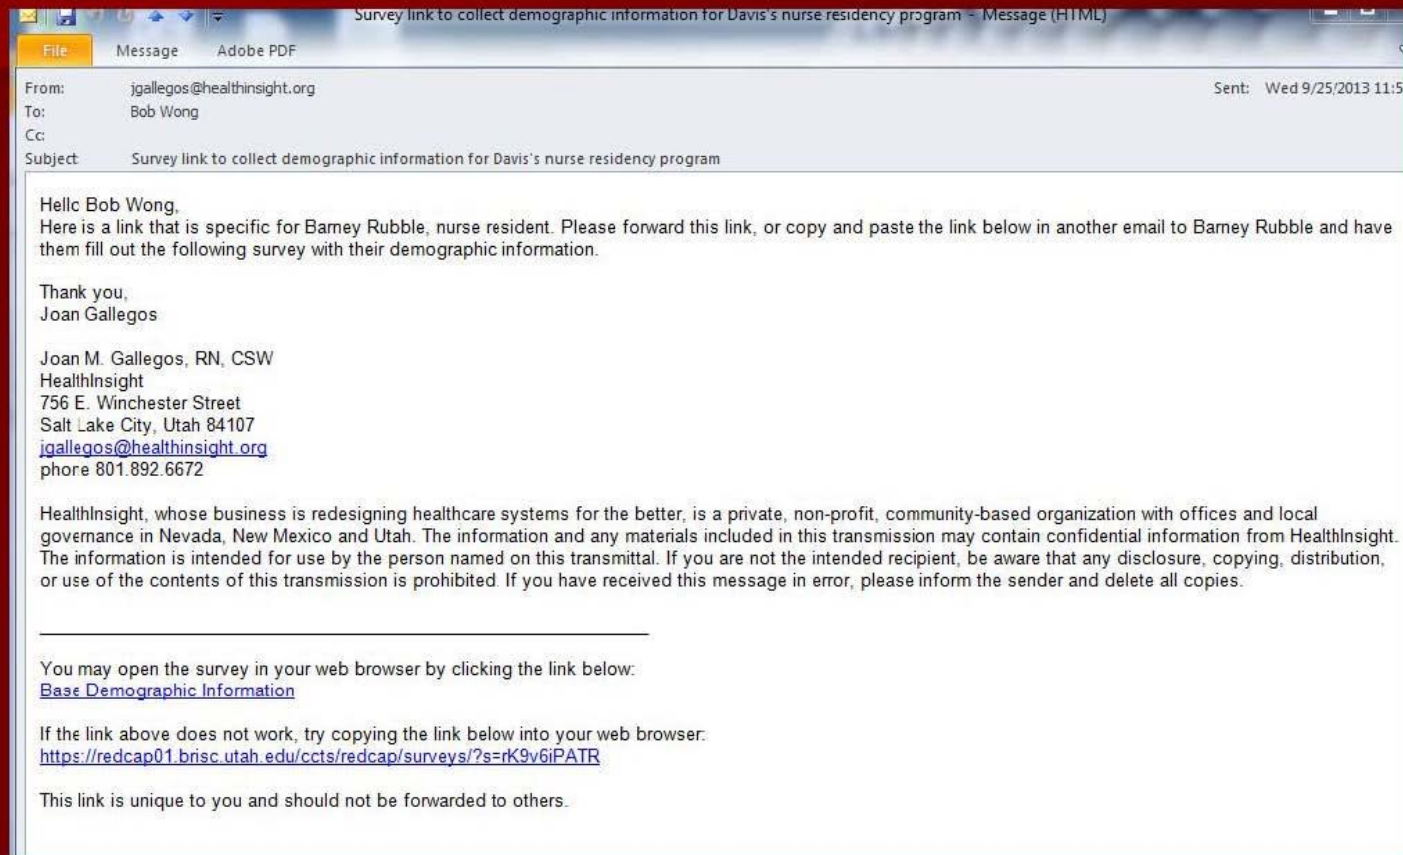 Survey link to collect demographic information for Davis's nurse residency program - Message (HTML)
File Message Adobe PDF
From: jgallegos@healthinsight.org Sent: Wed 9/25/2013 11:5
To: Bob Wong
Cc:
Subject Survey link to collect demographic information for Davis's nurse residency program
Hello Bob Wong,
Here is a link that is specific for Barney Rubble, nurse resident. Please forward this link, or copy and paste the link below in another email to Barney Rubble and have
them fill out the following survey with their demographic information.
Thank you,
Joan Gallegos
Joan M. Gallegos, RN, CSW
HealthInsight
756 E. Winchester Street
Salt Lake City, Utah 84107
jgallegos@healthinsight.org
phone 801.892.6672
HealthInsight, whose business is redesigning healthcare systems for the better, is a private, non-profit, community-based organization with offices and local
governance in Nevada, New Mexico and Utah. The information and any materials included in this transmission may contain confidential information from HealthInsight.
The information is intended for use by the person named on this transmittal. If you are not the intended recipient, be aware that any disclosure, copying, distribution,
or use of the contents of this transmission is prohibited. If you have received this message in error, please inform the sender and delete all copies.
You may open the survey in your web browser by clicking the link below:
Base Demographic Information
If the link above does not work, try copying the link below into your web browser:
https://redcap01.brisc.utah.edu/ccts/redcap/surveys/?s=rK9v6iPATR
This link is unique to you and should not be forwarded to others.